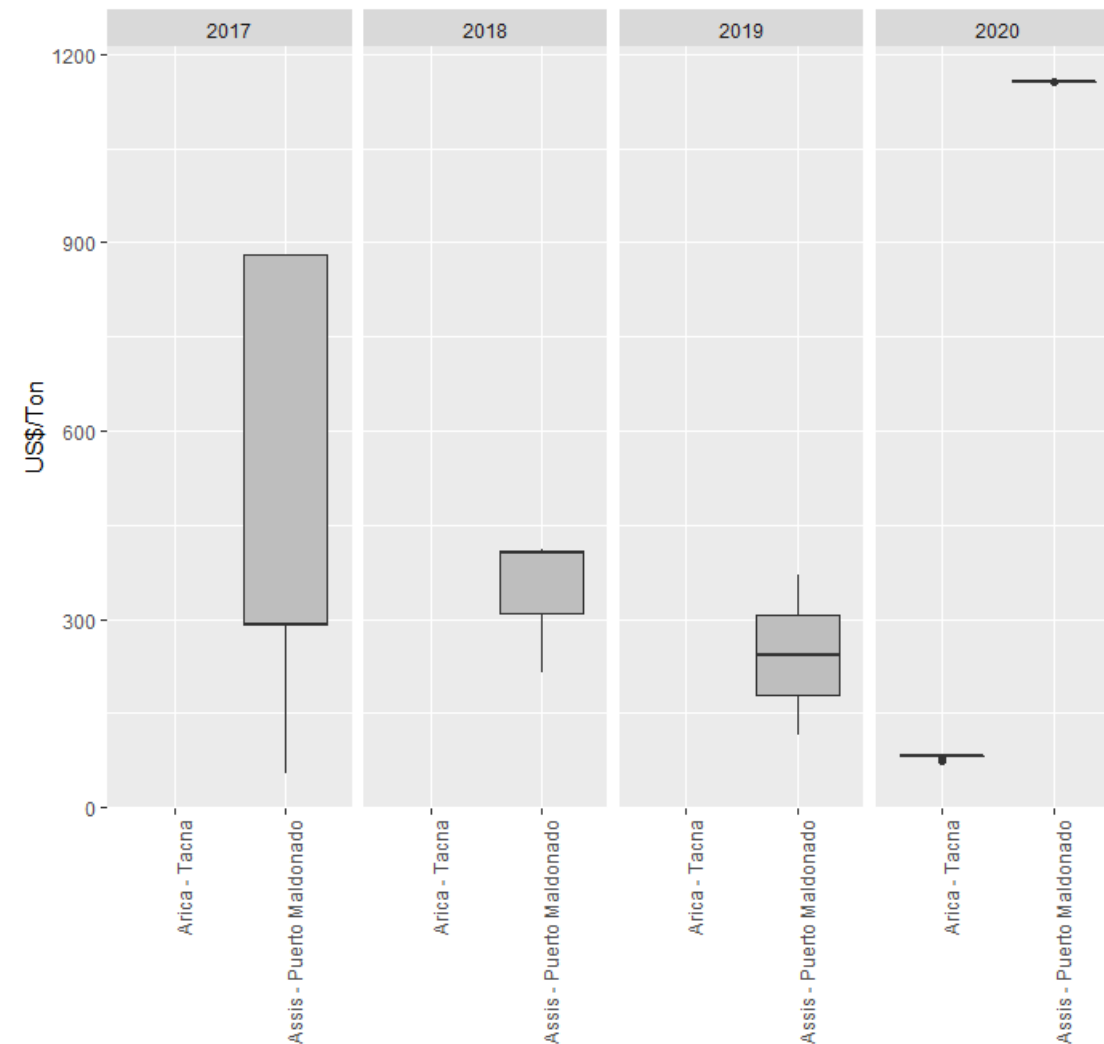 2017
2018
2019
2020
US$/Ton
1200
900
600
300
0
Arica - Tacna
Assis - Puerto Maldonado
Arica - Tacna
Assis - Puerto Maldonado
Arica - Tacna
Assis - Puerto Maldonado
Arica - Tacna
Assis - Puerto Maldonado